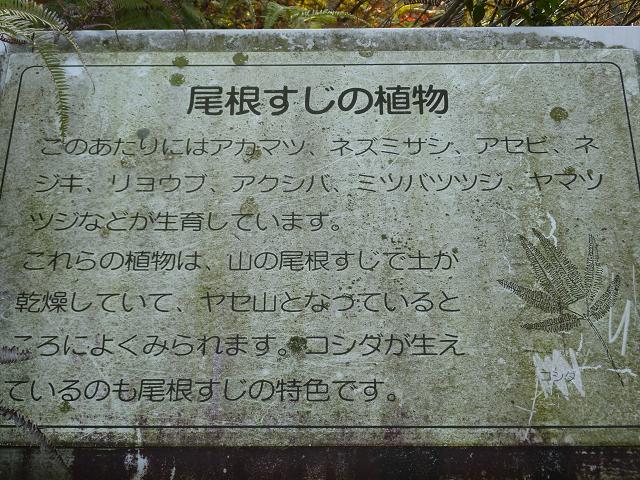 尾根すじの植物
このあたりにはアカマツ、ネズミサシ、アセビ、ネ
ジキ、リョウブ、アクシバ、ミツバツツジ、ヤマツ
ツジなどが生育しています。
これらの植物は、山の尾根すじで土が
乾燥していて、ヤセ山となっていると
ころによくみられます。コシダが生え
ているのも尾根すじの特色です。
コシダ